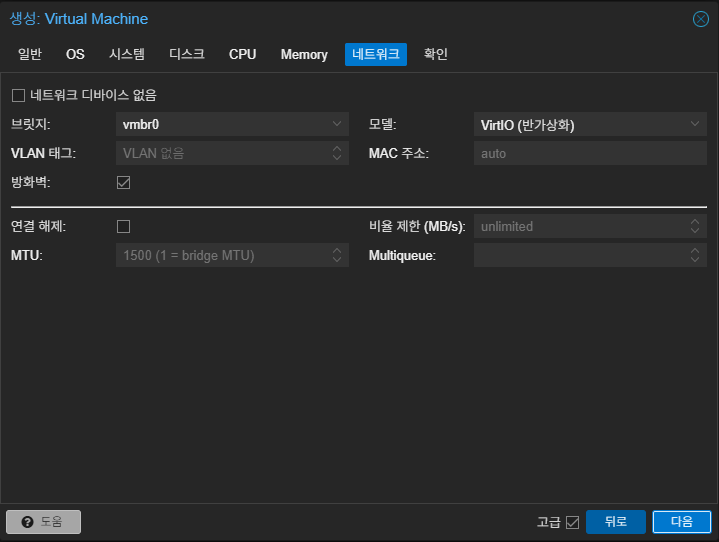 생성: Virtual Machine
일반 OS 시스템 디스크 CPU Memory 네트워크 확인
네트워크 디바이스 없음
브릿지: vmbr0 모델: VirtIO (반가상화)
VLAN 태그: VLAN 없음 MAC 주소: auto
방화벽:
연결 해제: 비율 제한 (MB/s): unlimited
MTU: 1500 (1 = bridge MTU) Multiqueue:
? 도움 고급 뒤로 다음